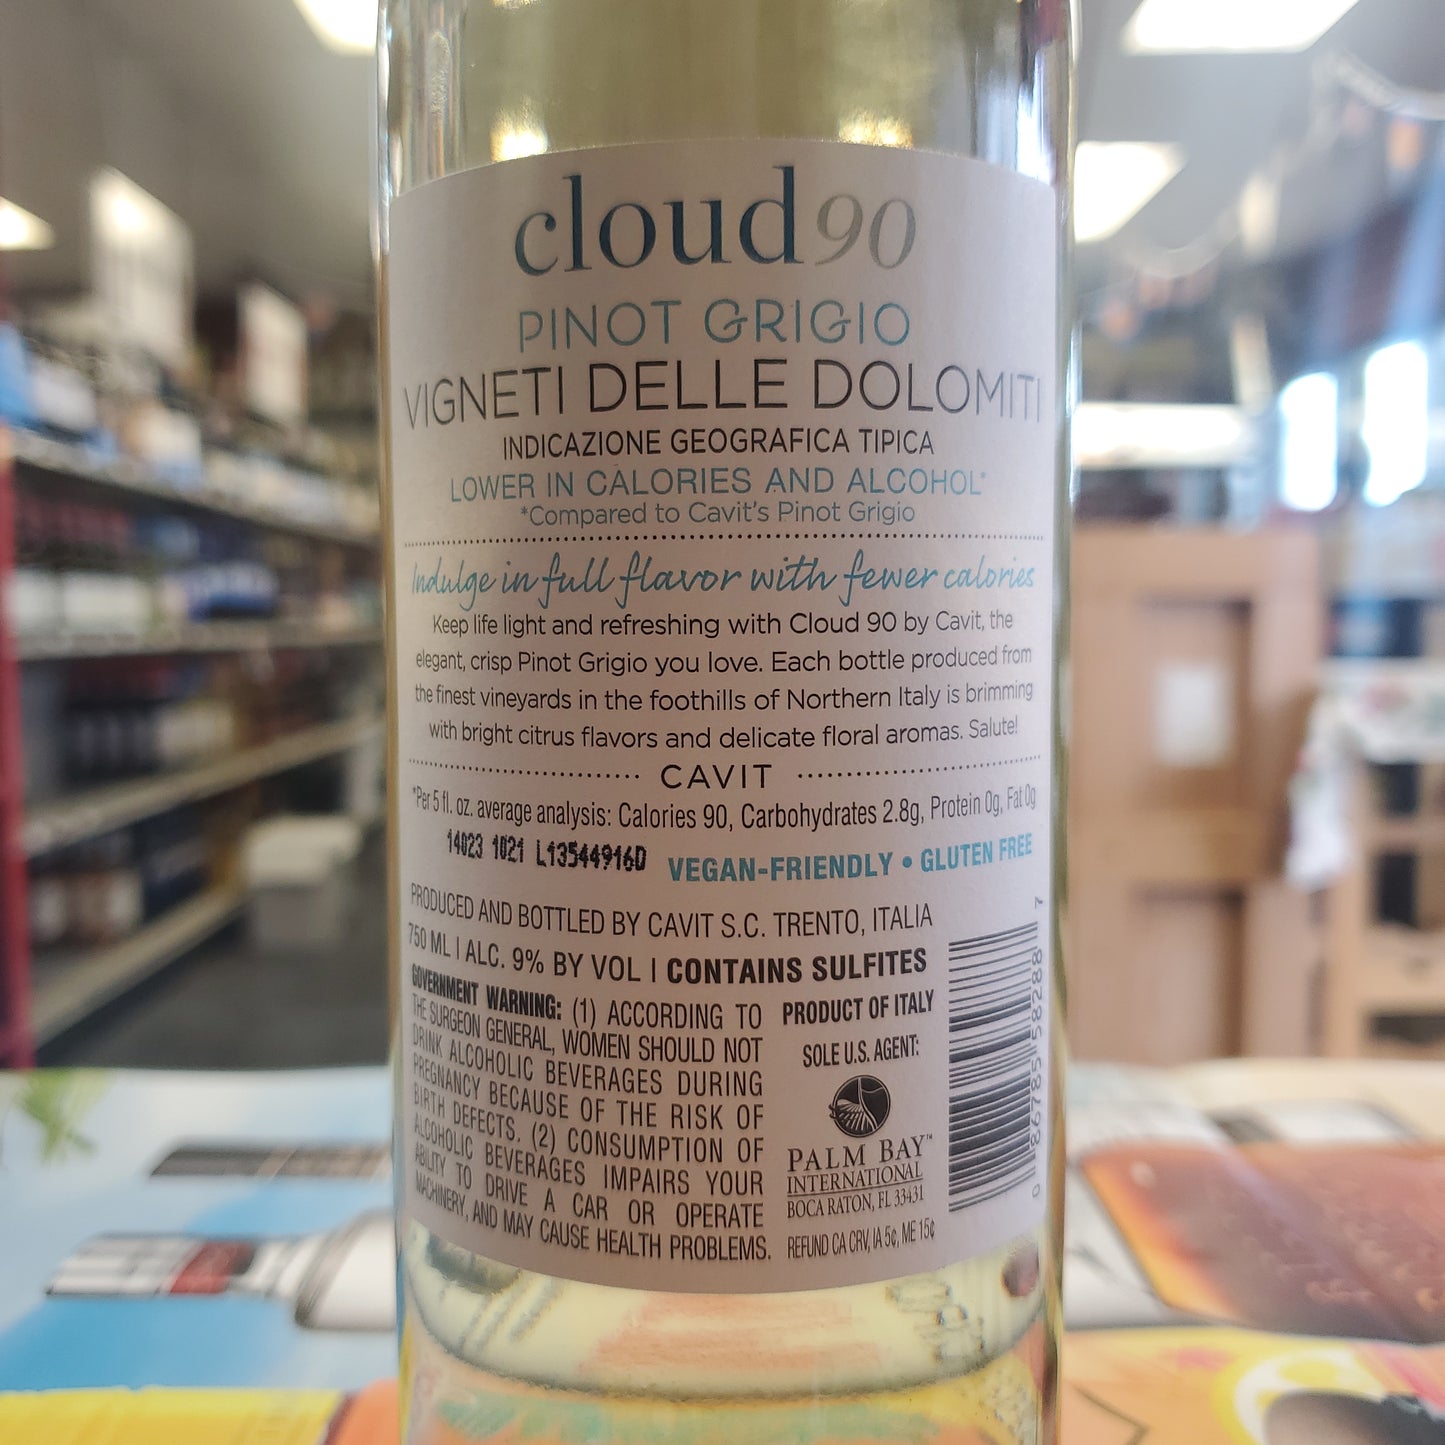 cloud 90
PINOT GRIGIO
VIGNETI DELLE DOLOMITI
INDICAZIONE GEOGRAFICA TIPICA
LOWER IN CALORIES AND ALCOHOL*
*Compared to Cavit's Pinot Grigio
Indulge in full flavor with fewer calories
Keep life light and refreshing with Cloud 90 by Cavit, the
elegant, crisp Pinot Grigio you love. Each bottle produced from
the finest vineyards in the foothills of Northern Italy is brimming
with bright citrus flavors and delicate floral aromas. Salute!
CAVIT
*Per 5 fl. oz. average analysis: Calories 90, Carbohydrates 2.8g, Protein 0g, Fat 0g
14023 1021 L13544916D
VEGAN-FRIENDLY • GLUTEN FREE
PRODUCED AND BOTTLED BY CAVIT S.C. TRENTO, ITALIA
750 ML | ALC. 9% BY VOL | CONTAINS SULFITES
GOVERNMENT WARNING: (1) ACCORDING TO
THE SURGEON GENERAL, WOMEN SHOULD NOT
DRINK ALCOHOLIC BEVERAGES DURING
PREGNANCY BECAUSE OF THE RISK OF
BIRTH DEFECTS. (2) CONSUMPTION OF
ALCOHOLIC BEVERAGES IMPAIRS YOUR
ABILITY TO DRIVE A CAR OR OPERATE
MACHINERY, AND MAY CAUSE HEALTH PROBLEMS.
PRODUCT OF ITALY
SOLE U.S. AGENT:
PALM BAY™
INTERNATIONAL
BOCA RATON, FL 33431
REFUND CA CRV, IA 5¢, ME 15¢
0 86785 58288 7